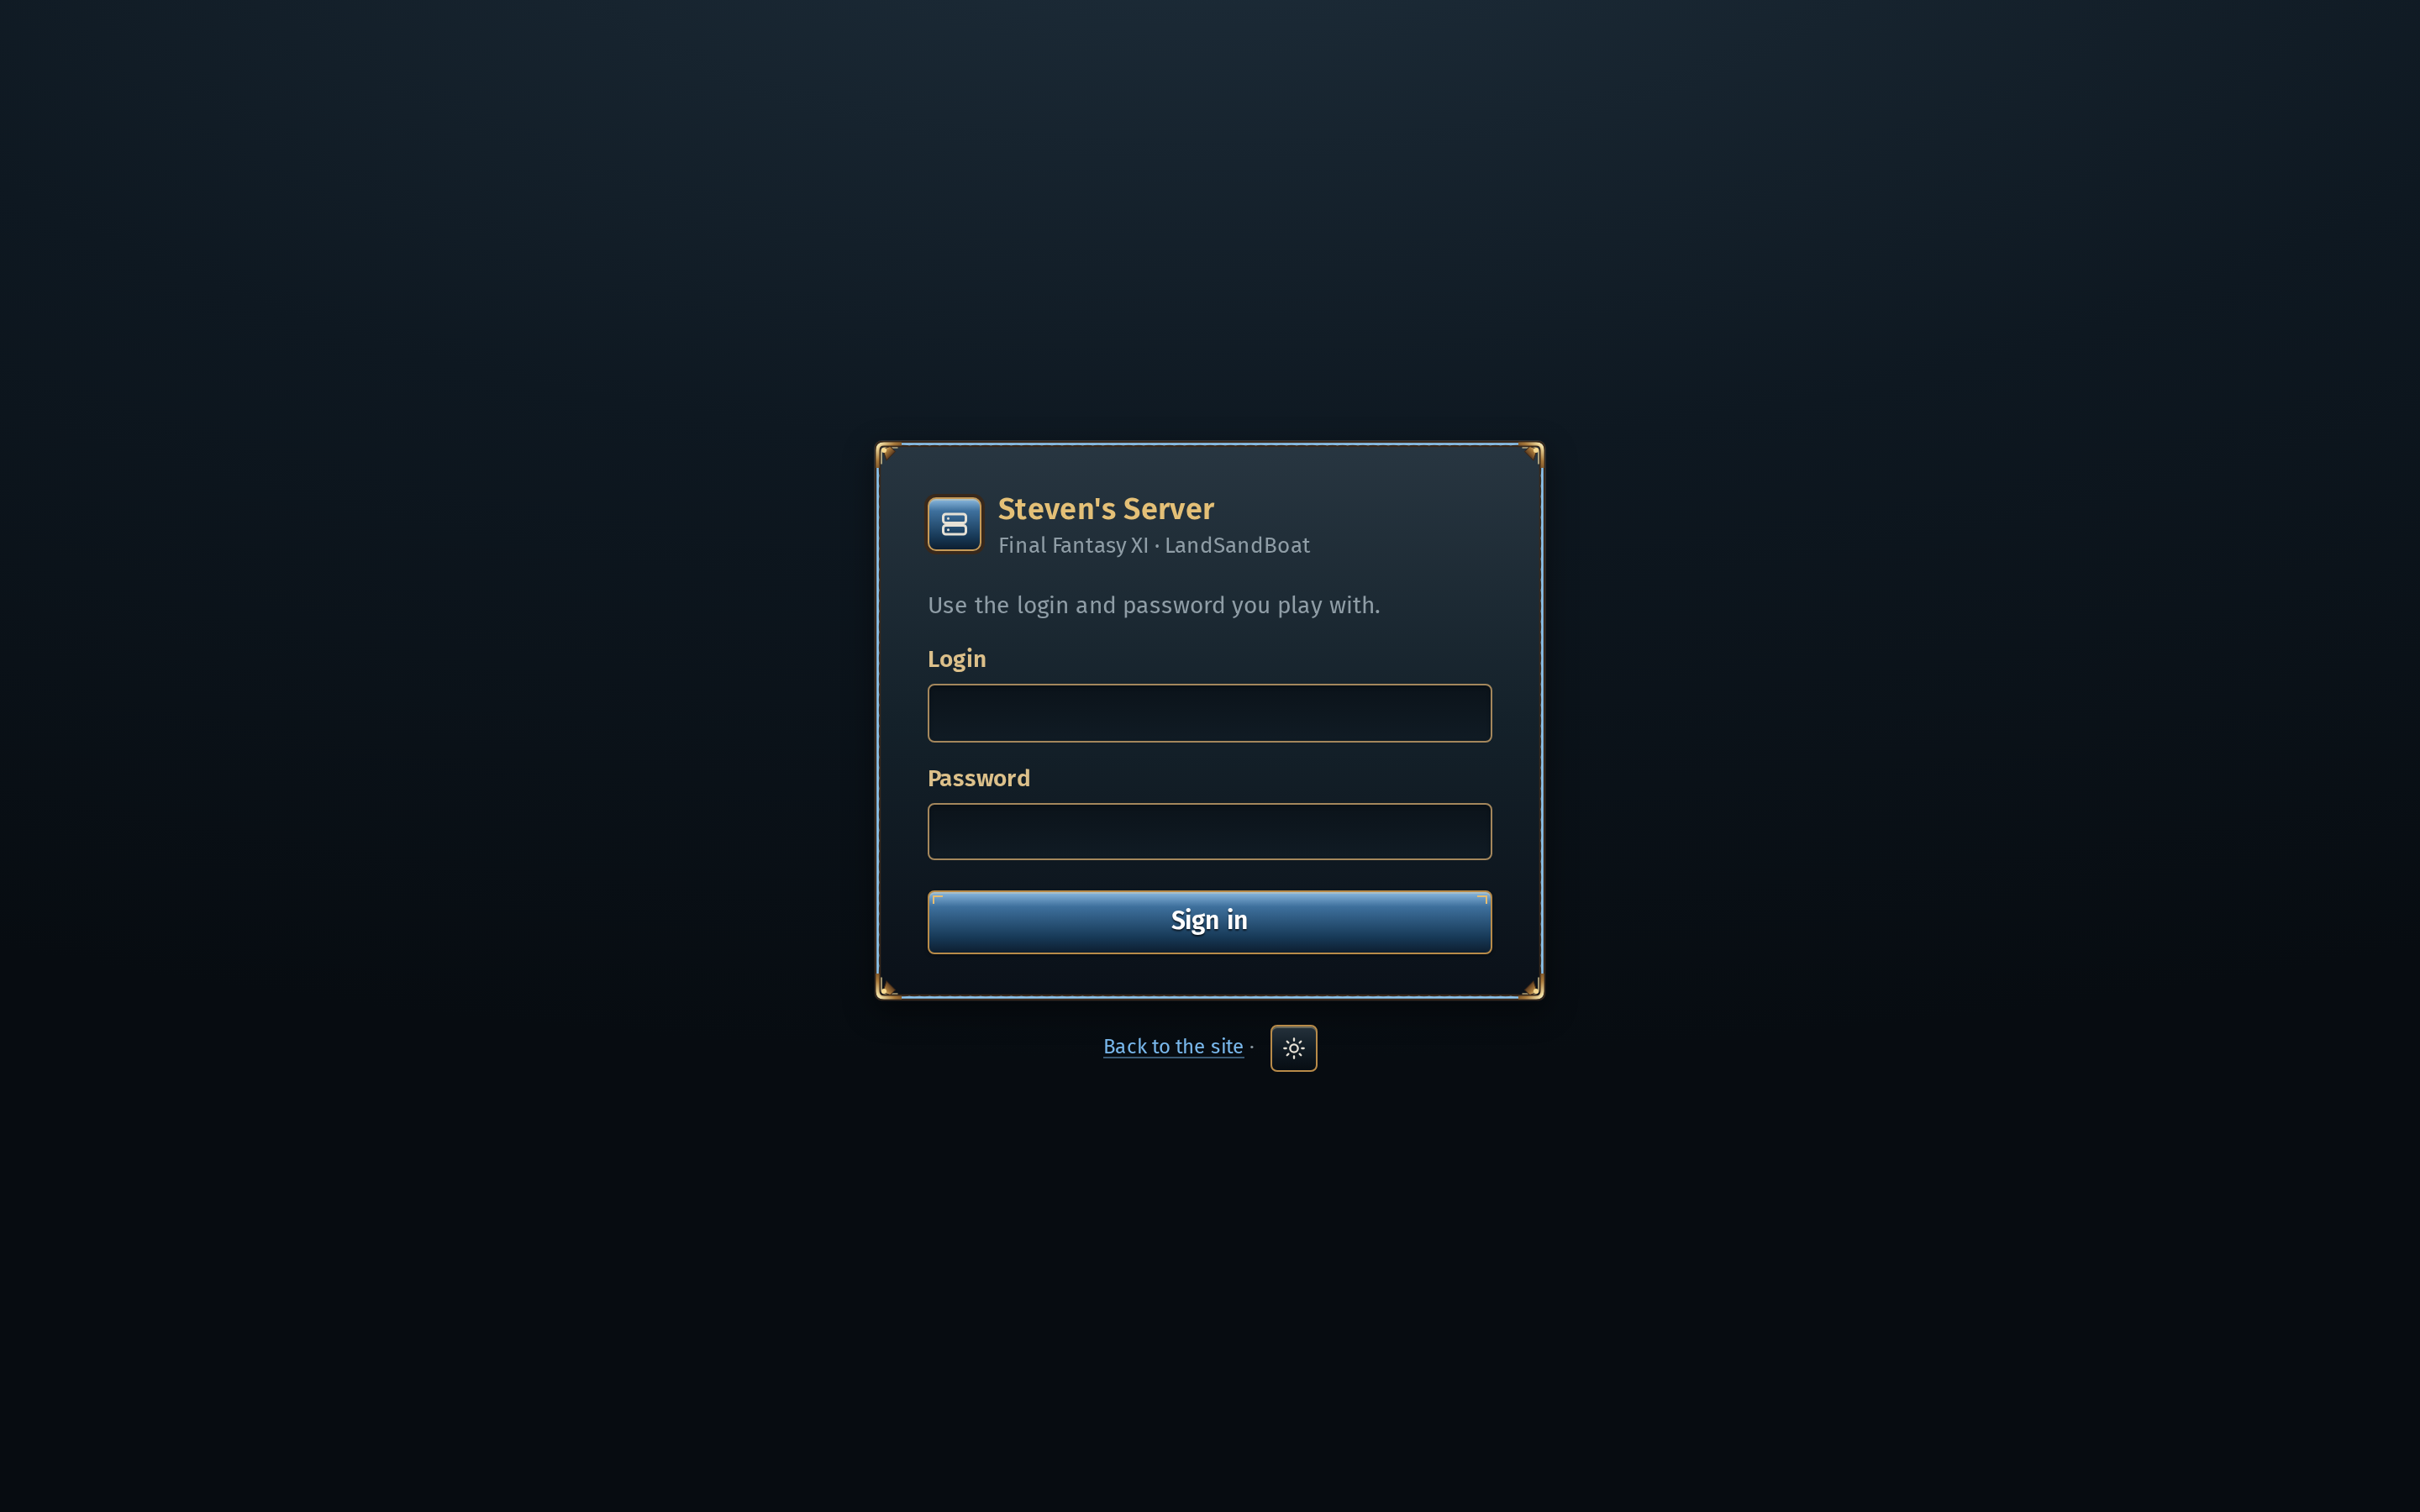 Steven's Server
Final Fantasy XI · LandSandBoat
Use the login and password you play with.
Login
Password
Sign in
Back to the site ·